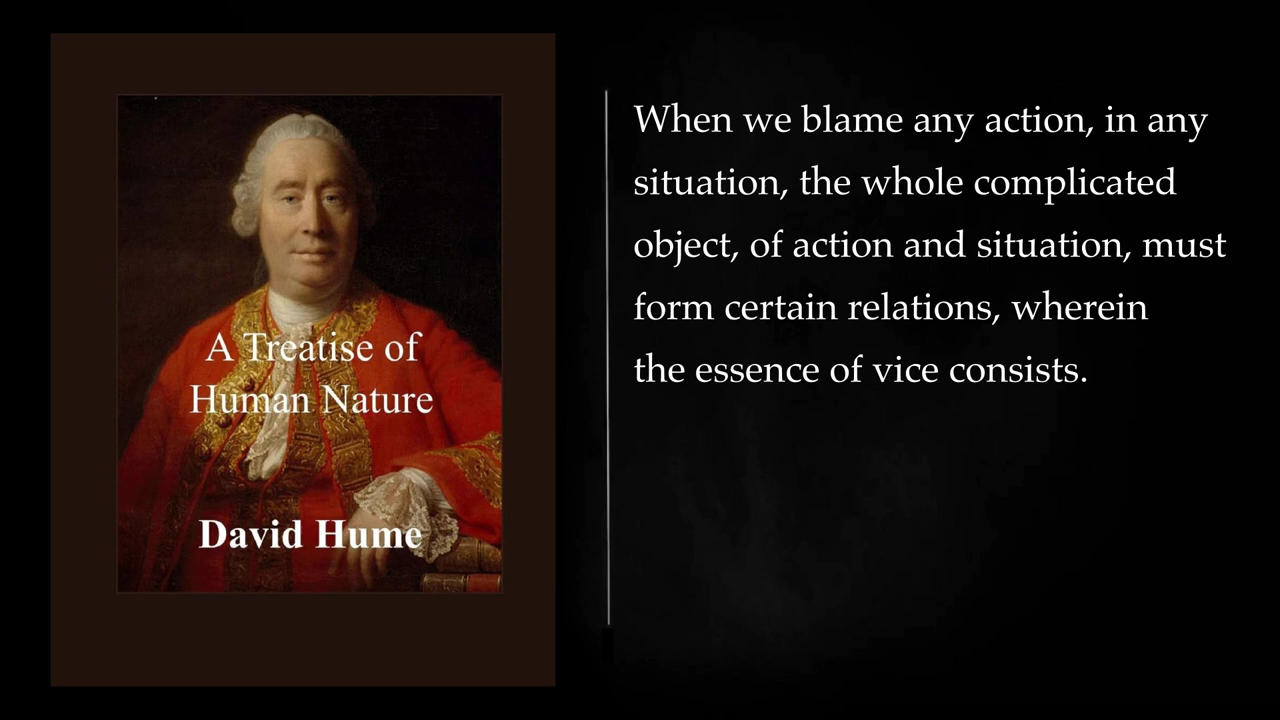 A Treatise of
Human Nature
David Hume
When we blame any action, in any
situation, the whole complicated
object, of action and situation, must
form certain relations, wherein
the essence of vice consists.